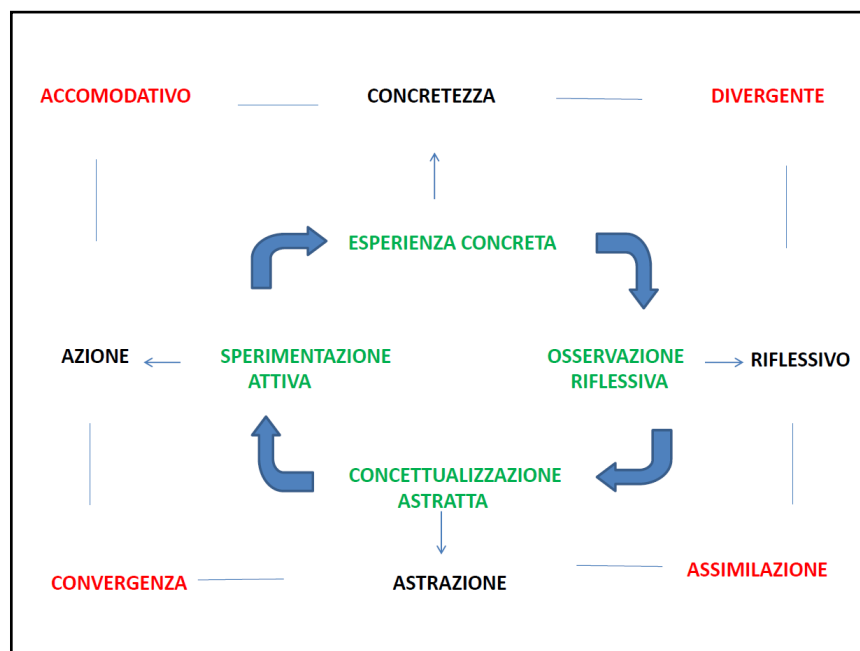 ACCOMODATIVO
CONCRETEZZA
DIVERGENTE
ESPERIENZA CONCRETA
AZIONE
SPERIMENTAZIONE
ATTIVA
OSSERVAZIONE
RIFLESSIVA
RIFLESSIVO
CONCETTUALIZZAZIONE
ASTRATTA
CONVERGENZA
ASTRAZIONE
ASSIMILAZIONE